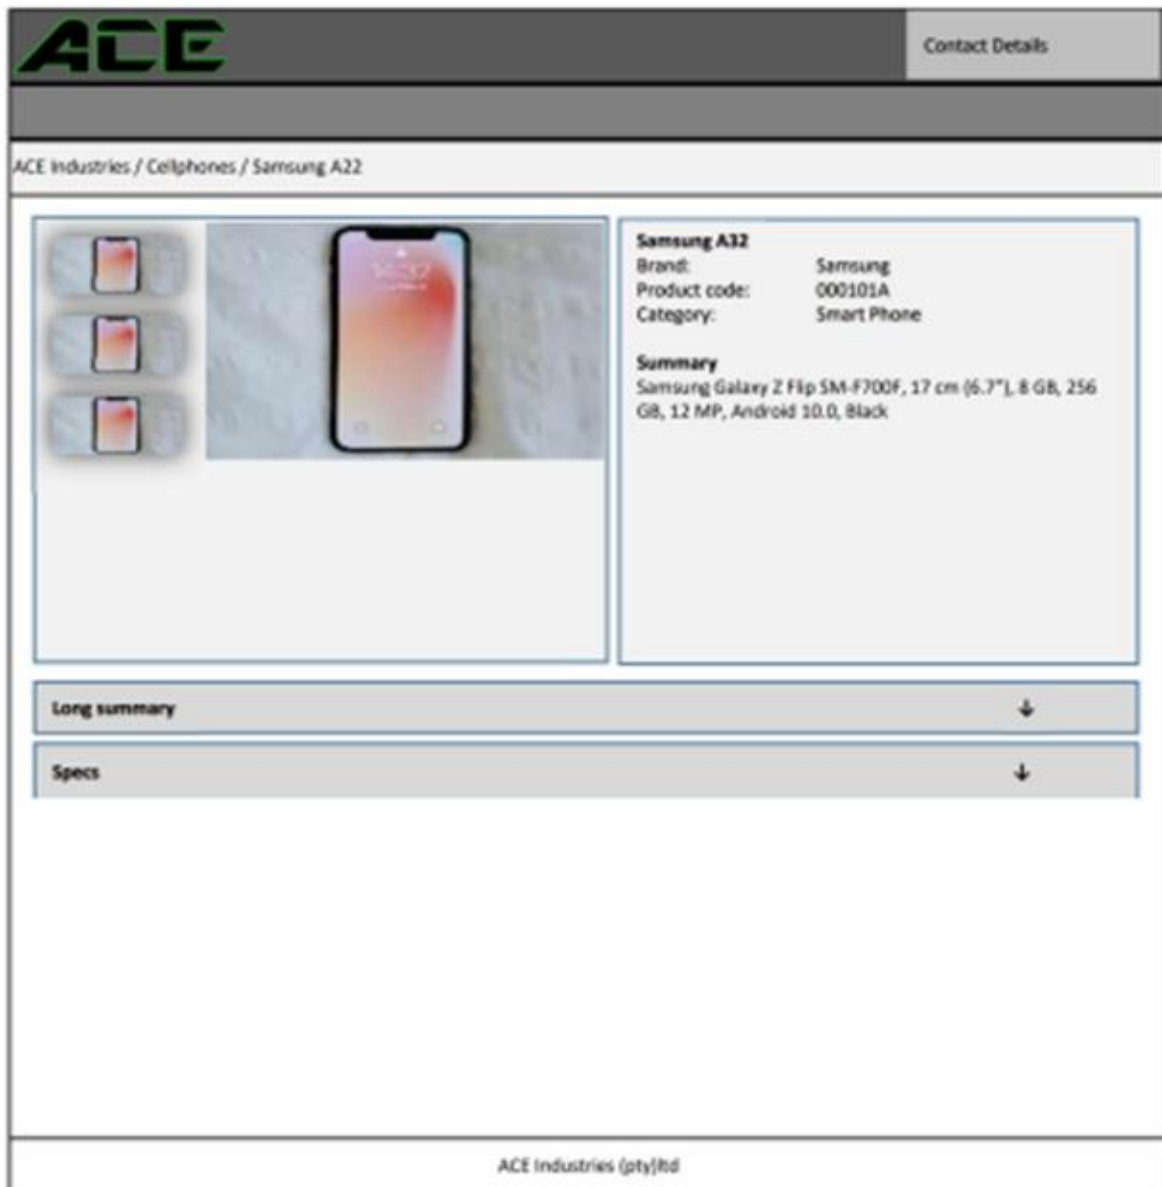 ACE
Contact Details
ACE Industries / Cellphones / Samsung A22
Samsung A32
Brand: Samsung
Product code: 000101A
Category: Smart Phone
Summary
Samsung Galaxy Z Flip SM-F700F, 17 cm (6.7"), 8 GB, 256
GB, 12 MP, Android 10.0, Black
Long summary ↓
Specs ↓
ACE Industries (pty)ltd